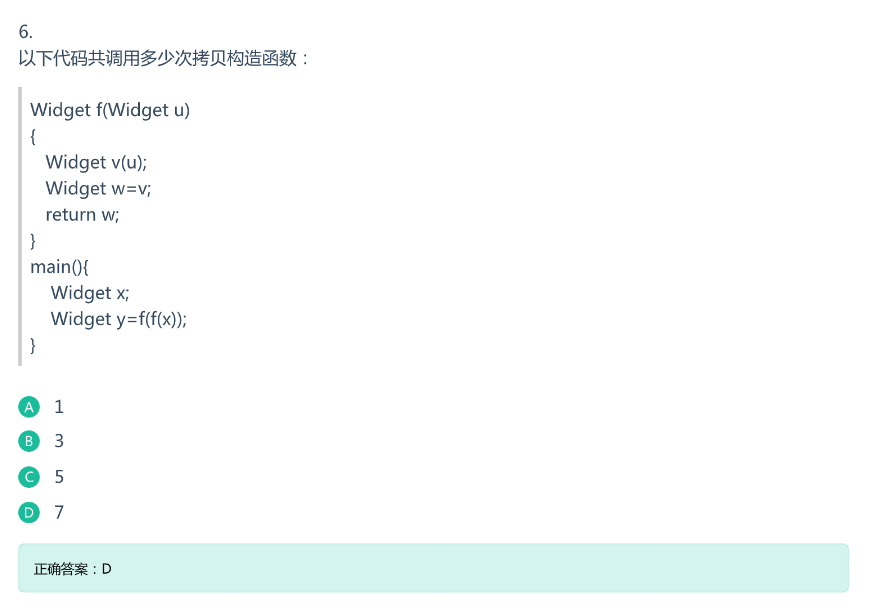 6.
以下代码共调用多少次拷贝构造函数：
Widget f(Widget u)
{
Widget v(u);
Widget w=v;
return w;
}
main(){
Widget x;
Widget y=f(f(x));
}
A 1
B 3
C 5
D 7
正确答案：D